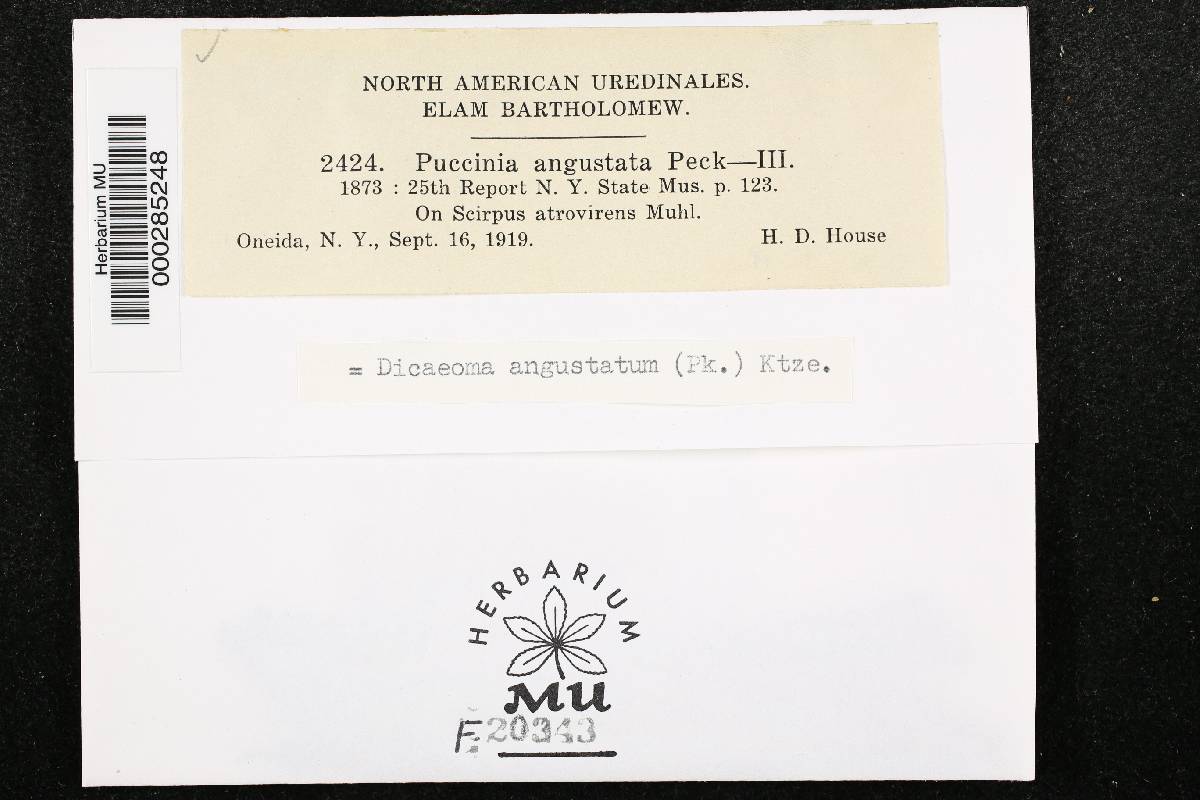 NORTH AMERICAN UREDINALES.
ELAM BARTHOLOMEW.
2424. Puccinia angustata Peck—III.
1873 : 25th Report N. Y. State Mus. p. 123.
On Scirpus atrovirens Muhl.
Oneida, N. Y., Sept. 16, 1919. H. D. House
Herbarium MU
000285248
= Dicaeoma angustatum (Pk.) Ktze.
HERBARIUM
MU
F 20343